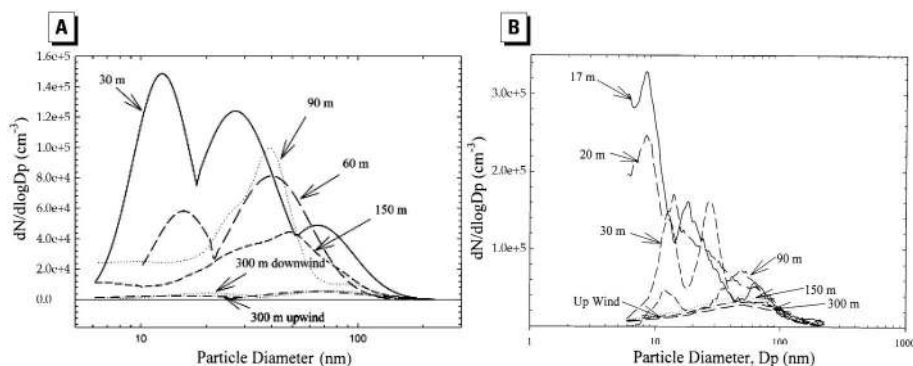 A
1.6e+5
1.4e+5
1.2e+5
1.0e+5
8.0e+4
6.0e+4
4.0e+4
2.0e+4
0.0
dN/dlogDp (cm⁻³)
30 m
90 m
60 m
150 m
300 m downwind
300 m upwind
10
100
Particle Diameter (nm)
B
3.0e+5
2.0e+5
1.0e+5
dN/dlogDp (cm⁻³)
17 m
20 m
30 m
90 m
150 m
300 m
Up Wind
1
10
100
1000
Particle Diameter, Dp (nm)